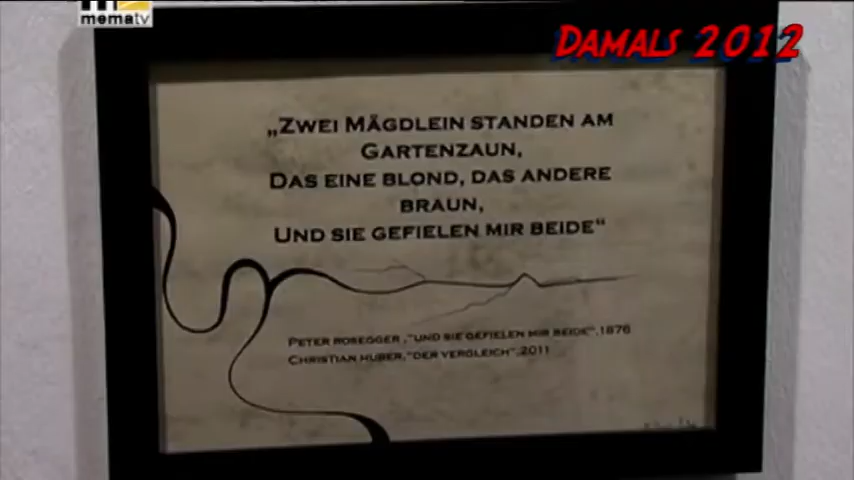 mematv
DAMALS 2012
„ZWEI MÄGDLEIN STANDEN AM
GARTENZAUN,
DAS EINE BLOND, DAS ANDERE
BRAUN,
UND SIE GEFIELEN MIR BEIDE“
PETER ROSEGGER ,"UND SIE GEFIELEN MIR BEIDE",1876
CHRISTIAN HUBER,"DER VERGLEICH",2011